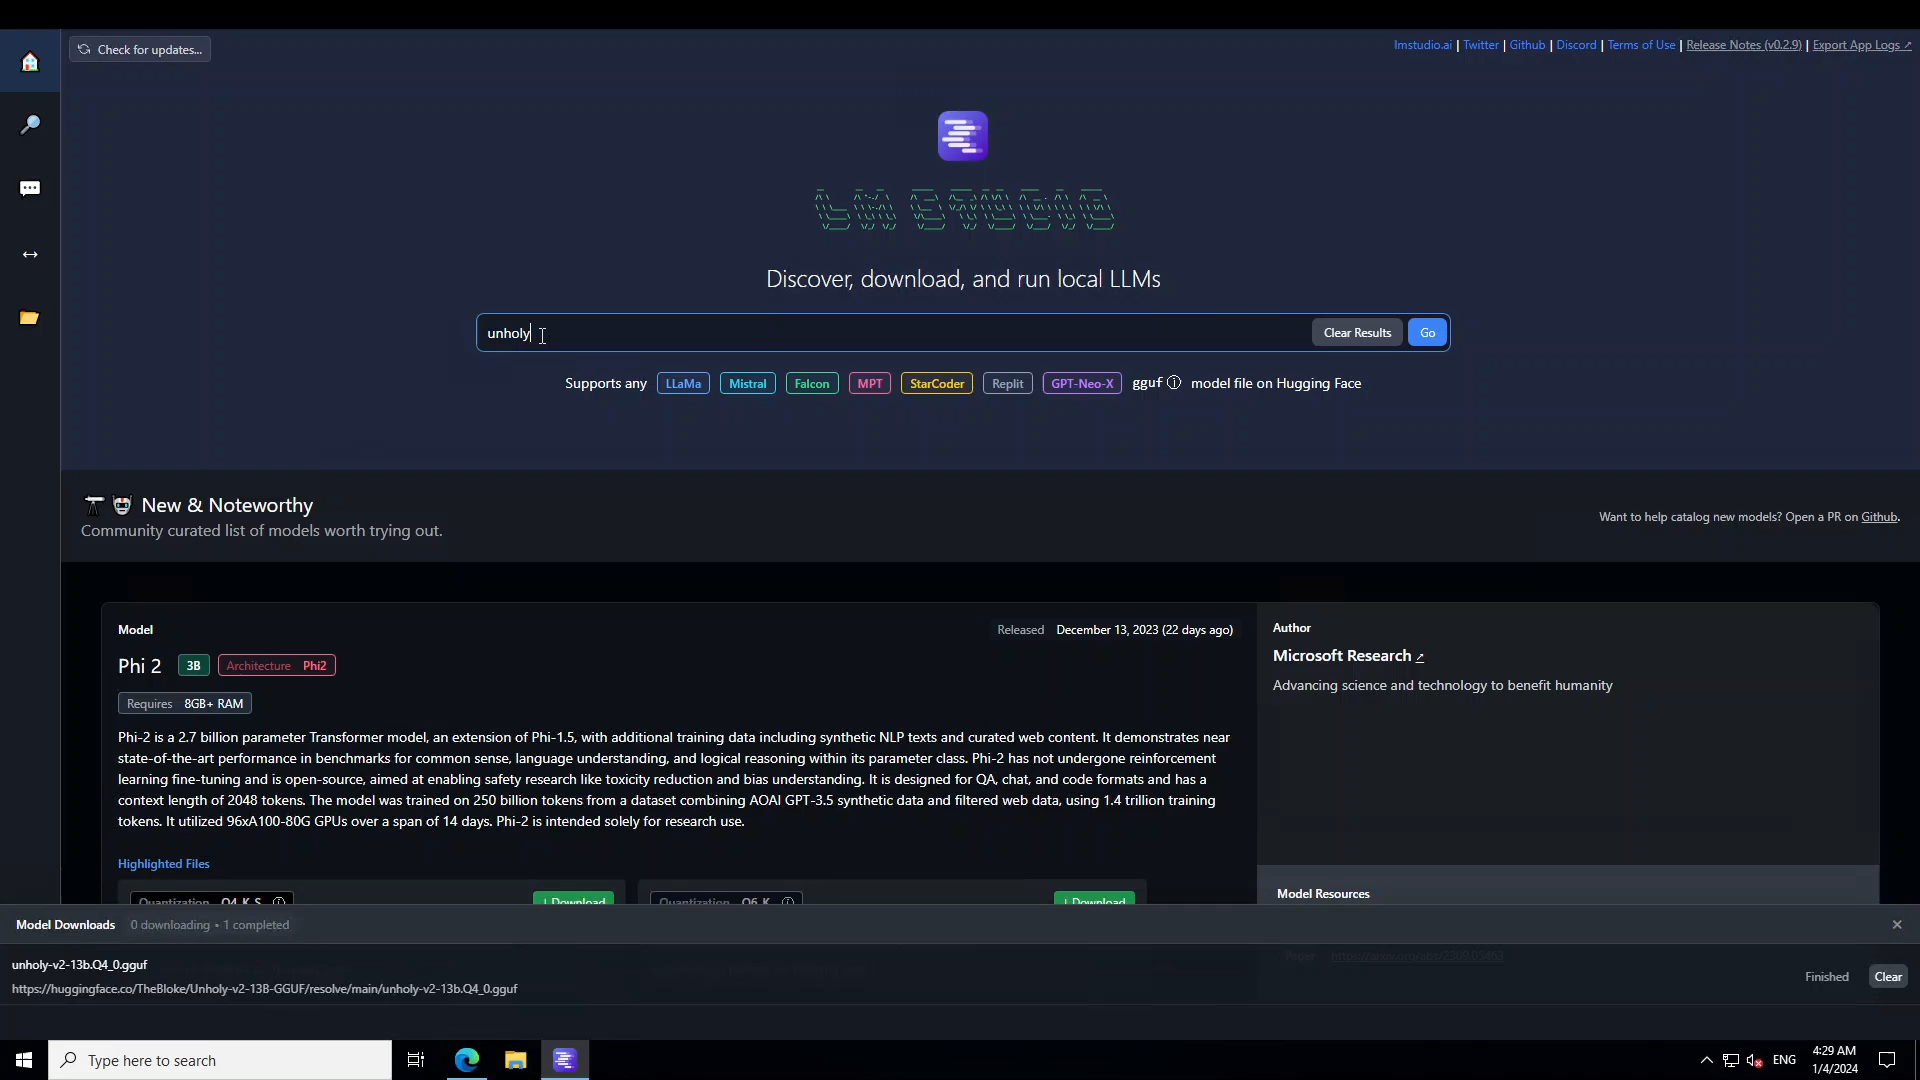 Check for updates...
lmstudio.ai | Twitter | Github | Discord | Terms of Use | Release Notes (v0.2.9) | Export App Logs ↗
LM STUDIO
Discover, download, and run local LLMs
unholy
Clear Results Go
Supports any LLaMa Mistral Falcon MPT StarCoder Replit GPT-Neo-X gguf ⓘ model file on Hugging Face
New & Noteworthy
Community curated list of models worth trying out.
Want to help catalog new models? Open a PR on Github.
Model
Released December 13, 2023 (22 days ago)
Phi 2 3B Architecture Phi2
Requires 8GB+ RAM
Phi-2 is a 2.7 billion parameter Transformer model, an extension of Phi-1.5, with additional training data including synthetic NLP texts and curated web content. It demonstrates near
state-of-the-art performance in benchmarks for common sense, language understanding, and logical reasoning within its parameter class. Phi-2 has not undergone reinforcement
learning fine-tuning and is open-source, aimed at enabling safety research like toxicity reduction and bias understanding. It is designed for QA, chat, and code formats and has a
context length of 2048 tokens. The model was trained on 250 billion tokens from a dataset combining AOAI GPT-3.5 synthetic data and filtered web data, using 1.4 trillion training
tokens. It utilized 96xA100-80G GPUs over a span of 14 days. Phi-2 is intended solely for research use.
Highlighted Files
Quantization Q4_K_S ⓘ Download
Quantization Q6_K ⓘ Download
Author
Microsoft Research ↗
Advancing science and technology to benefit humanity
Model Resources
Model Downloads 0 downloading • 1 completed
unholy-v2-13b.Q4_0.gguf
https://huggingface.co/TheBloke/Unholy-v2-13B-GGUF/resolve/main/unholy-v2-13b.Q4_0.gguf
Finished Clear
Type here to search
ENG
4:29 AM
1/4/2024